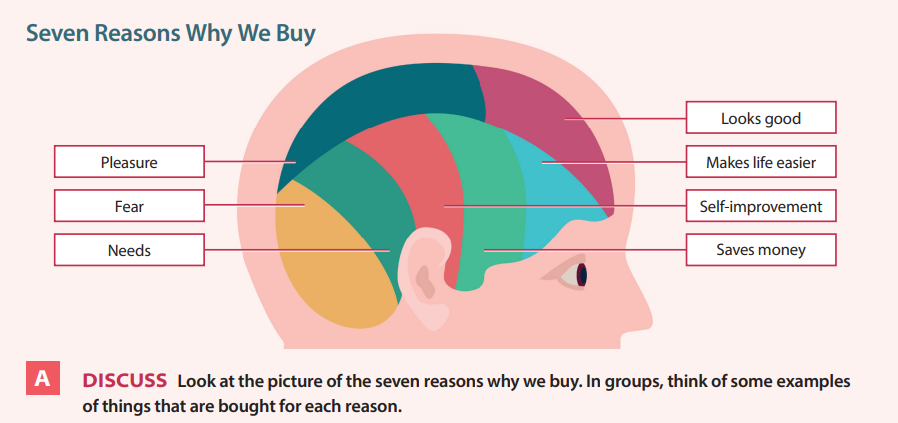 Seven Reasons Why We Buy
Pleasure
Fear
Needs
Looks good
Makes life easier
Self-improvement
Saves money
A
DISCUSS Look at the picture of the seven reasons why we buy. In groups, think of some examples
of things that are bought for each reason.